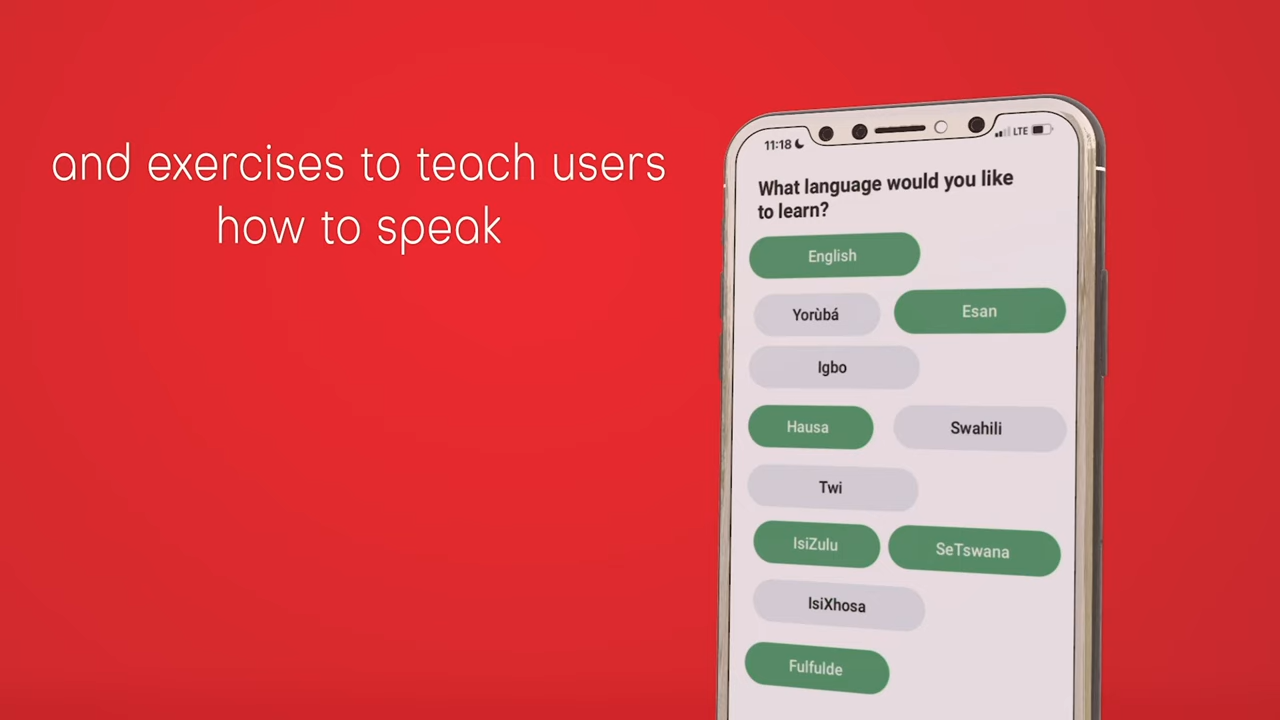 and exercises to teach users
how to speak
11:18
LTE
What language would you like
to learn?
English
Yorùbá
Esan
Igbo
Hausa
Swahili
Twi
IsiZulu
SeTswana
IsiXhosa
Fulfulde